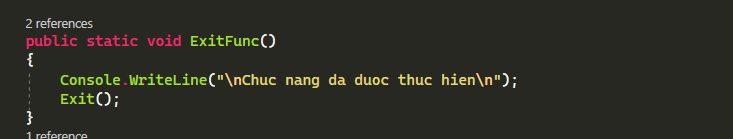 2 references
public static void ExitFunc()
{
Console.WriteLine("\nChuc nang da duoc thuc hien\n");
Exit();
}
1 reference